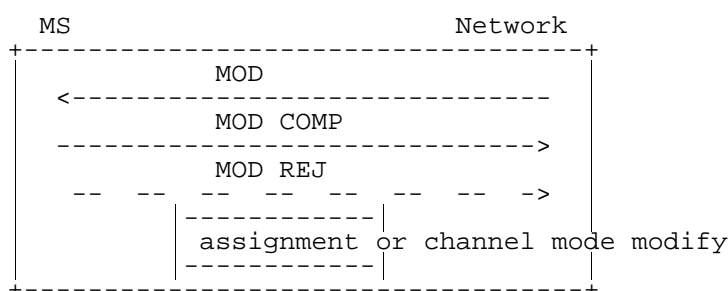 MS Network
MOD
MOD COMP
MOD REJ
assignment or channel mode modify